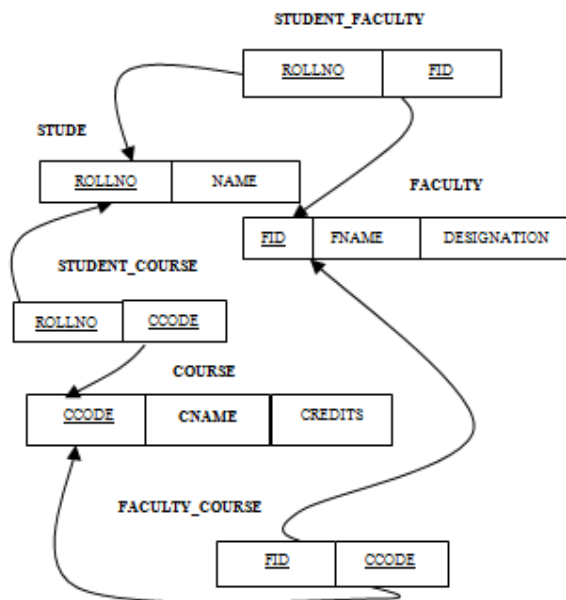 STUDENT_FACULTY
ROLLNO FID
STUDE
ROLLNO NAME
FACULTY
FID FNAME DESIGNATION
STUDENT_COURSE
ROLLNO CCODE
COURSE
CCODE CNAME CREDITS
FACULTY_COURSE
FID CCODE